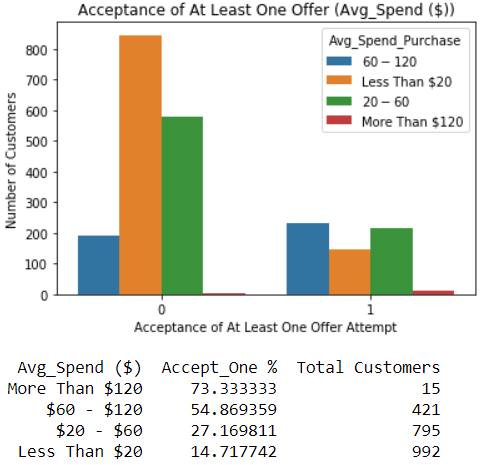 Acceptance of At Least One Offer (Avg_Spend ($))
Number of Customers
800
700
600
500
400
300
200
100
0
Avg_Spend_Purchase
60 − 120
Less Than $20
20 − 60
More Than $120
0 1
Acceptance of At Least One Offer Attempt
Avg_Spend ($) Accept_One % Total Customers
More Than $120 73.333333 15
$60 - $120 54.869359 421
$20 - $60 27.169811 795
Less Than $20 14.717742 992